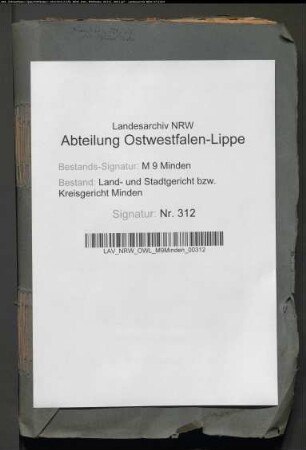 Landesarchiv NRW
Abteilung Ostwestfalen-Lippe
Bestands-Signatur: M 9 Minden
Bestand: Land- und Stadtgericht bzw.
Kreisgericht Minden
Signatur: Nr. 312
LAV_NRW_OWL_M9Minden_00312